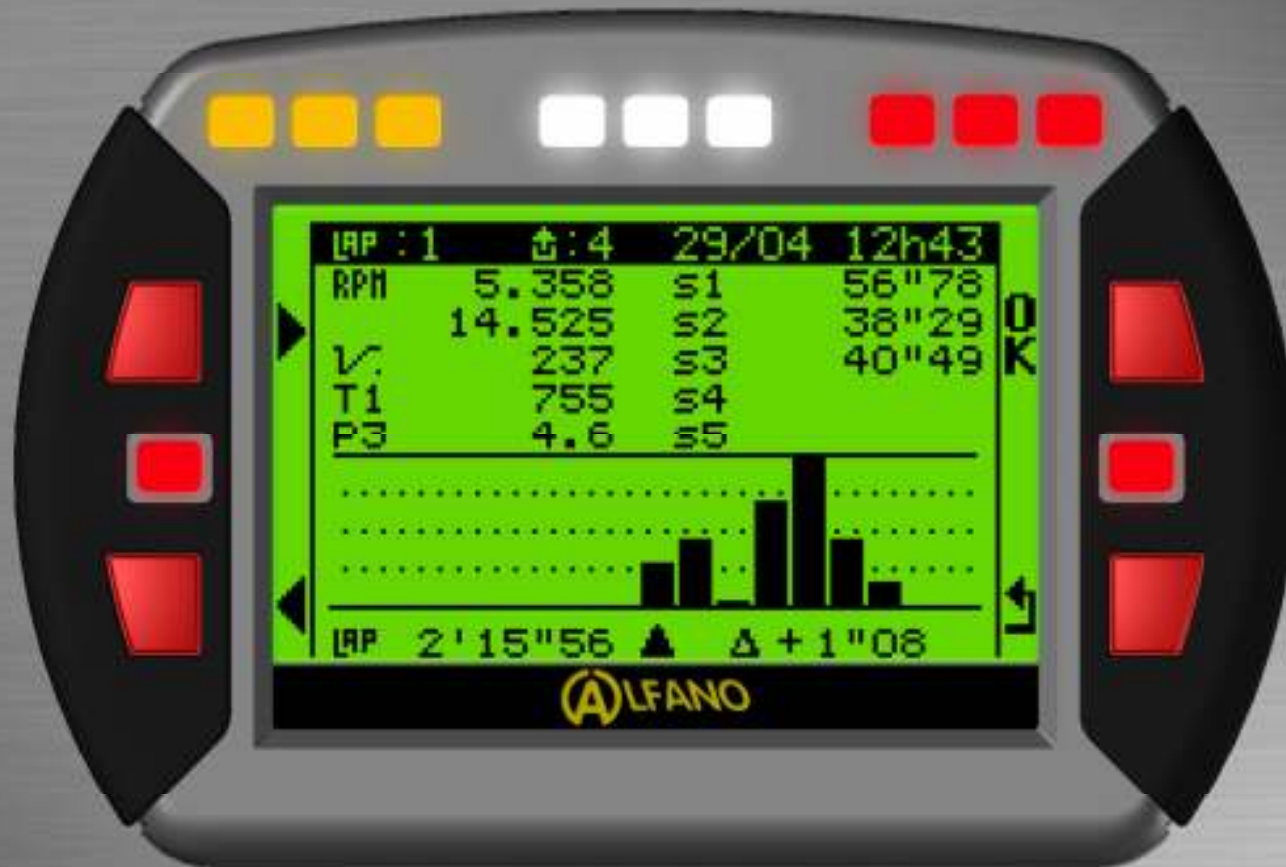 LAP :1 :4 29/04 12h43
RPM 5.358 s1 56"78
14.525 s2 38"29
V. 237 s3 40"49
T1 755 s4
P3 4.6 s5
OK
LAP 2'15"56 Δ + 1"08
ALFANO